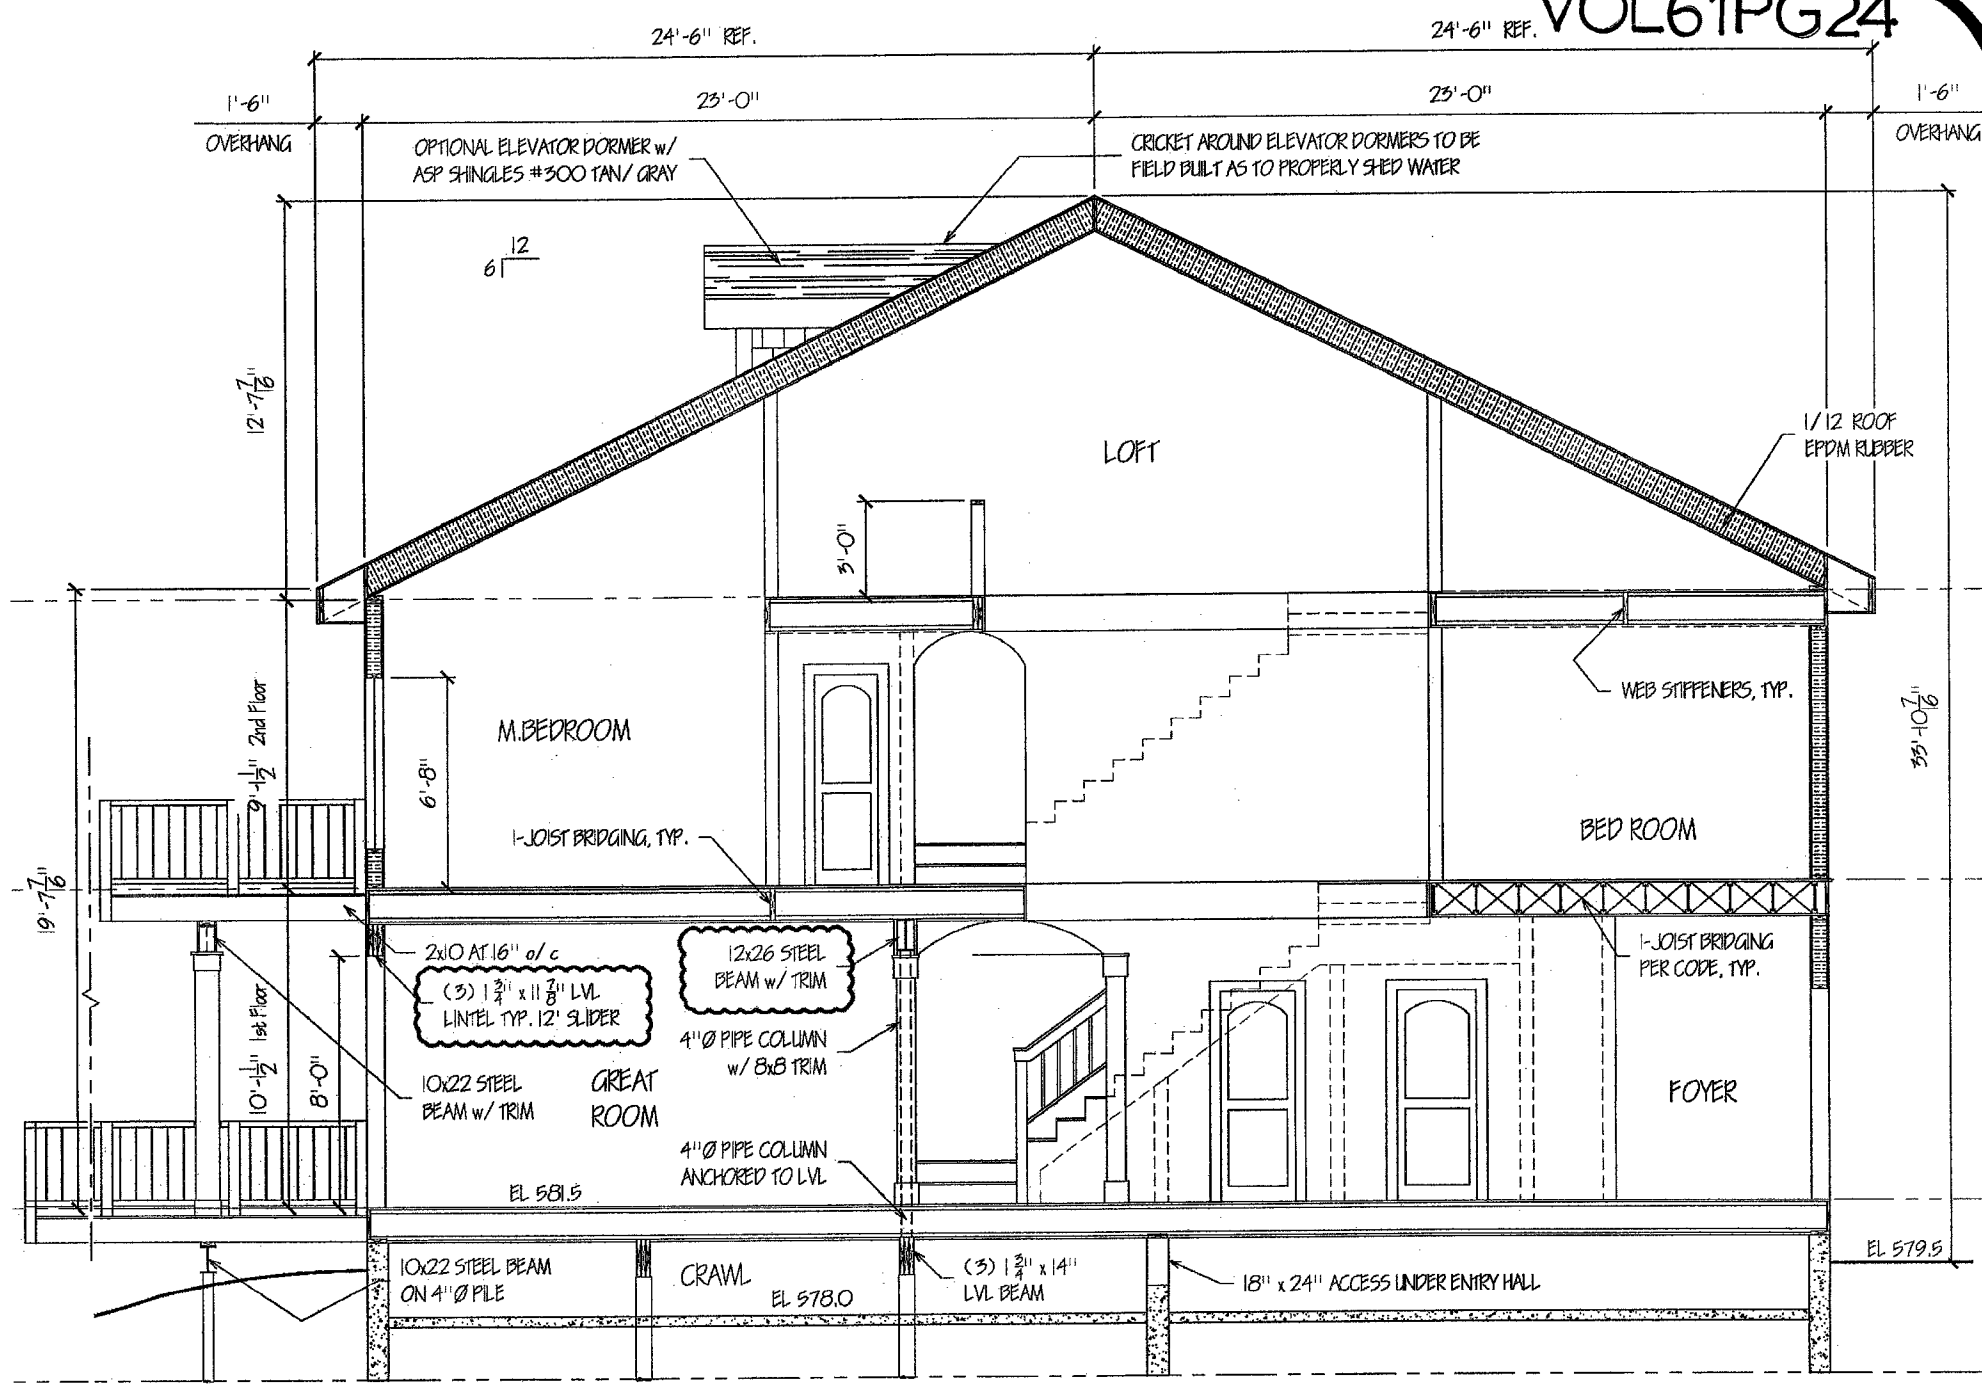 VOL61PG24
24'-6" REF.
24'-6" REF.
1'-6"
OVERHANG
23'-0"
23'-0"
1'-6"
OVERHANG
OPTIONAL ELEVATOR DORMER w/
ASP SHINGLES #300 TAN/ GRAY
CRICKET AROUND ELEVATOR DORMERS TO BE
FIELD BUILT AS TO PROPERLY SHED WATER
12
6
12'-7 7/16"
LOFT
1/12 ROOF
EPDM RUBBER
3'-0"
WEB STIFFENERS, TYP.
33'-10 7/16"
M.BEDROOM
9'-1 1/2" 2nd Floor
6'-8"
I-JOIST BRIDGING, TYP.
BED ROOM
19'-7 7/16"
2x10 AT 16" o/c
(3) 1 3/4" x 11 7/8" LVL
LINTEL TYP. 12' SLIDER
12x26 STEEL
BEAM w/ TRIM
I-JOIST BRIDGING
PER CODE, TYP.
10'-1 1/2" 1st Floor
8'-0"
4"Ø PIPE COLUMN
w/ 8x8 TRIM
10x22 STEEL
BEAM w/ TRIM
GREAT
ROOM
FOYER
4"Ø PIPE COLUMN
ANCHORED TO LVL
EL 581.5
EL 579.5
10x22 STEEL BEAM
ON 4"Ø PILE
CRAWL
EL 578.0
(3) 1 3/4" x 14"
LVL BEAM
18" x 24" ACCESS UNDER ENTRY HALL